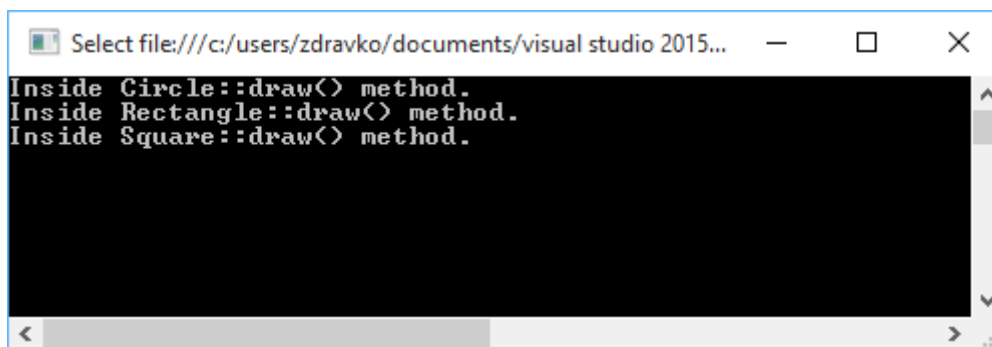 Select file:///c:/users/zdravko/documents/visual studio 2015...
Inside Circle::draw() method.
Inside Rectangle::draw() method.
Inside Square::draw() method.